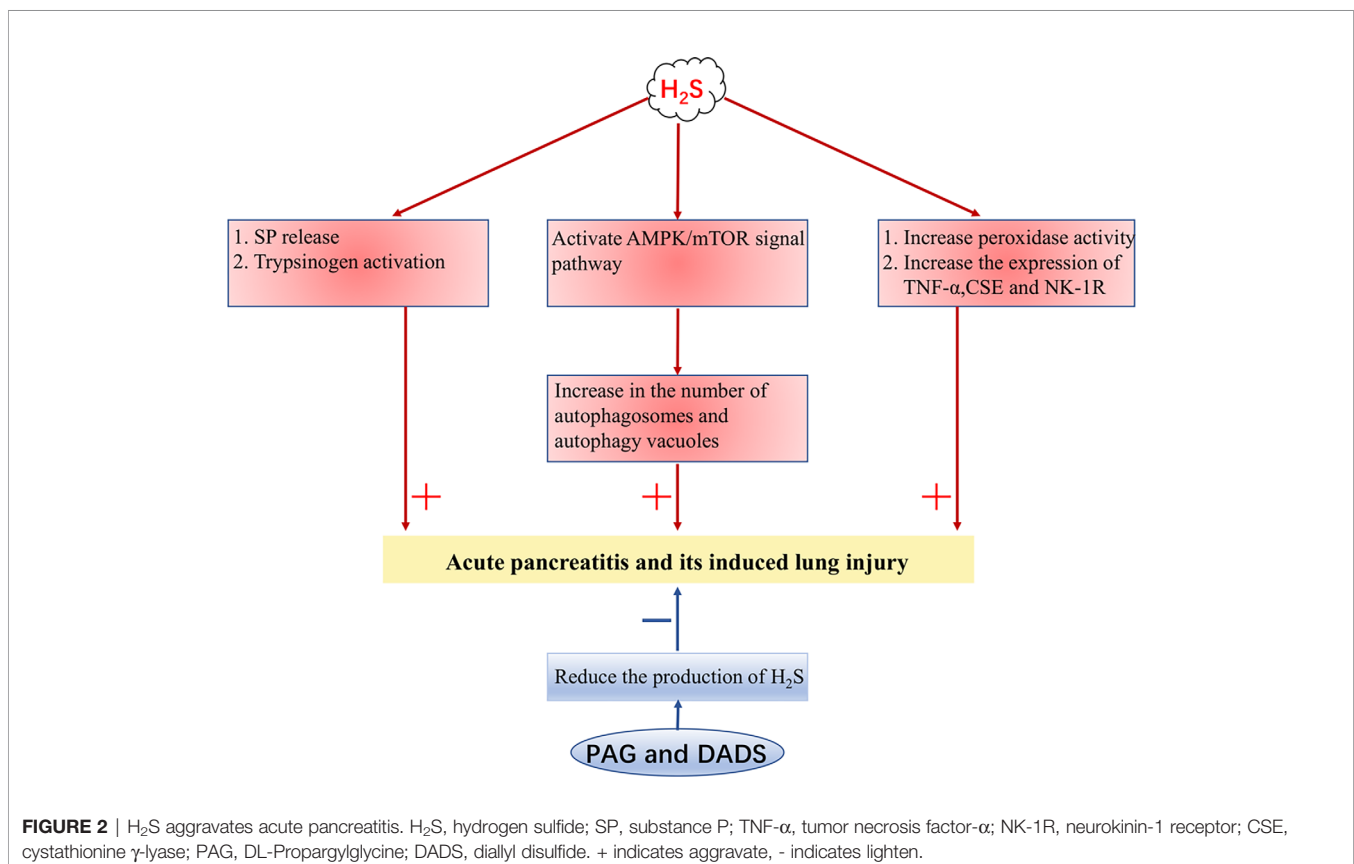 H₂S
1. SP release
2. Trypsinogen activation
Activate AMPK/mTOR signal
pathway
1. Increase peroxidase activity
2. Increase the expression of
TNF-α,CSE and NK-1R
Increase in the number of
autophagosomes and
autophagy vacuoles
+
+
+
Acute pancreatitis and its induced lung injury
—
Reduce the production of H₂S
PAG and DADS
FIGURE 2 | H₂S aggravates acute pancreatitis. H₂S, hydrogen sulfide; SP, substance P; TNF-α, tumor necrosis factor-α; NK-1R, neurokinin-1 receptor; CSE,
cystathionine γ-lyase; PAG, DL-Propargylglycine; DADS, diallyl disulfide. + indicates aggravate, - indicates lighten.